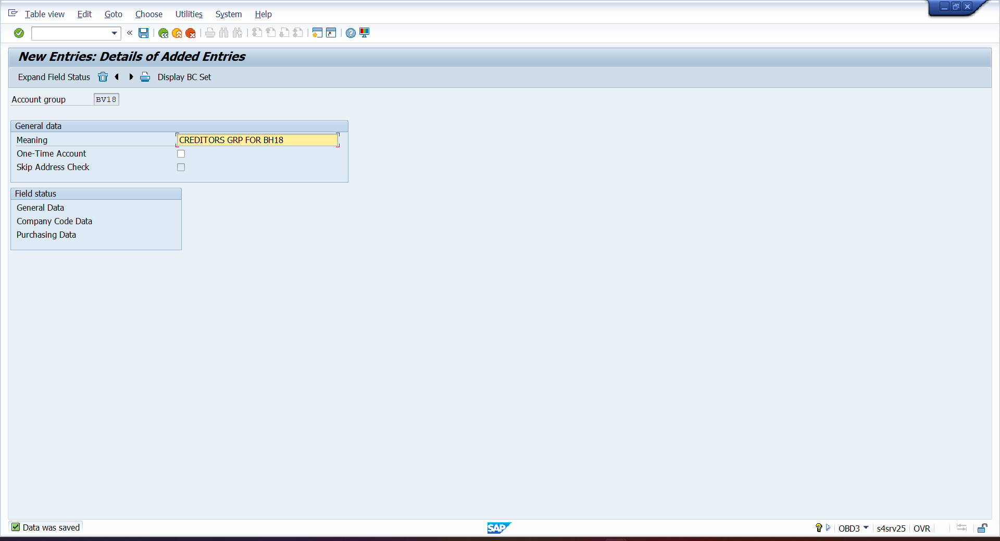 Table view Edit Goto Choose Utilities System Help
New Entries: Details of Added Entries
Expand Field Status Display BC Set
Account group BV18
General data
Meaning CREDITORS GRP FOR BH18
One-Time Account
Skip Address Check
Field status
General Data
Company Code Data
Purchasing Data
Data was saved SAP OBD3 s4srv25 OVR